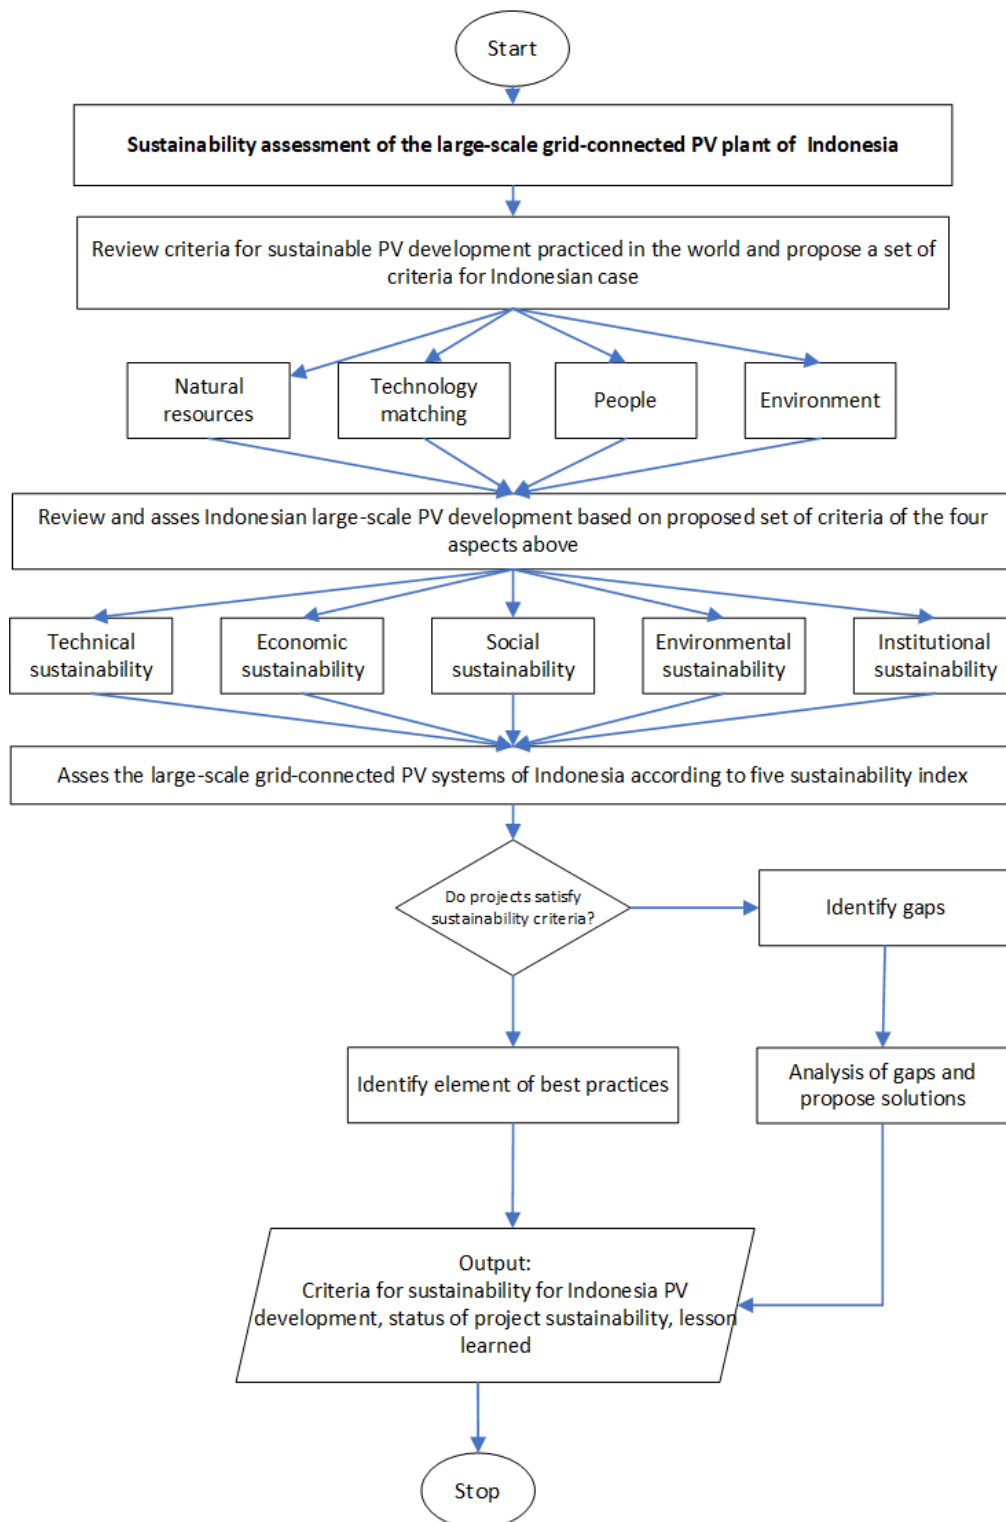 Start
Sustainability assessment of the large-scale grid-connected PV plant of Indonesia
Review criteria for sustainable PV development practiced in the world and propose a set of
criteria for Indonesian case
Natural
resources
Technology
matching
People
Environment
Review and asses Indonesian large-scale PV development based on proposed set of criteria of the four
aspects above
Technical
sustainability
Economic
sustainability
Social
sustainability
Environmental
sustainability
Institutional
sustainability
Asses the large-scale grid-connected PV systems of Indonesia according to five sustainability index
Do projects satisfy
sustainability criteria?
Identify gaps
Identify element of best practices
Analysis of gaps and
propose solutions
Output:
Criteria for sustainability for Indonesia PV
development, status of project sustainability, lesson
learned
Stop